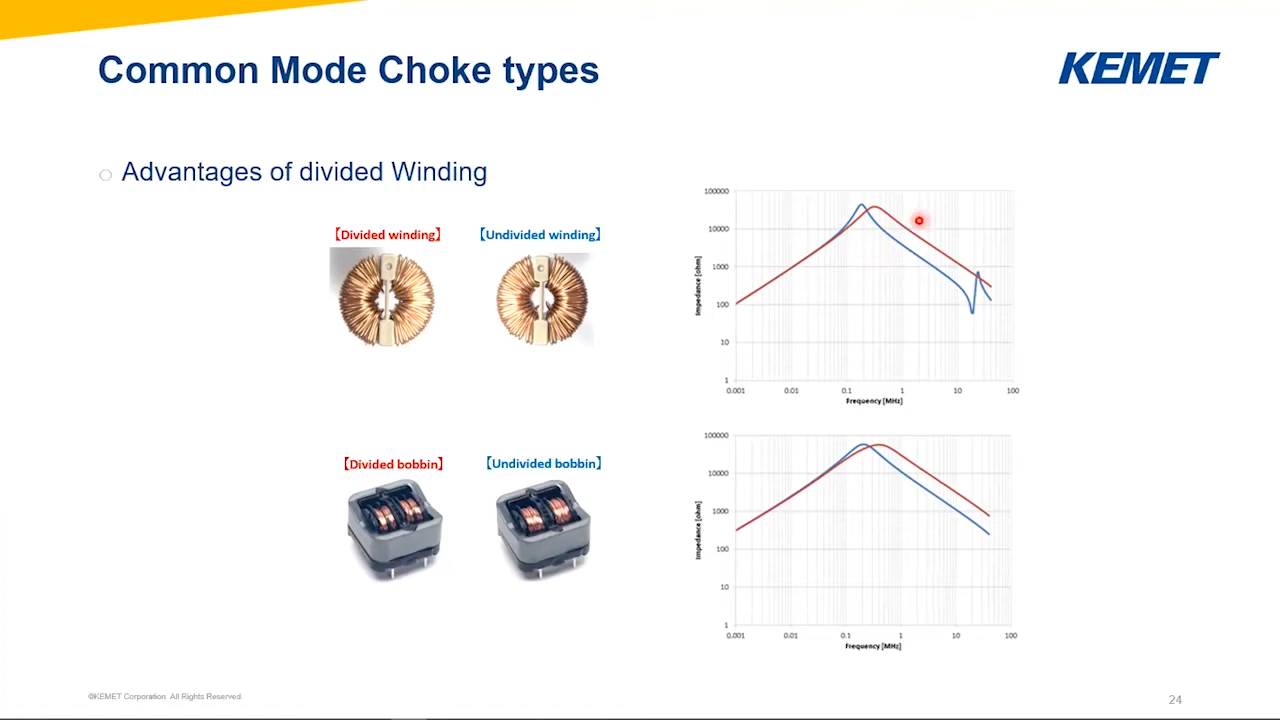 Common Mode Choke types
KEMET
Advantages of divided Winding
【Divided winding】
【Undivided winding】
100000
10000
1000
100
10
1
Impedance [ohm]
0.001 0.01 0.1 1 10 100
Frequency [MHz]
【Divided bobbin】
【Undivided bobbin】
100000
10000
1000
100
10
1
Impedance [ohm]
0.001 0.01 0.1 1 10 100
Frequency [MHz]
©KEMET Corporation. All Rights Reserved.
24